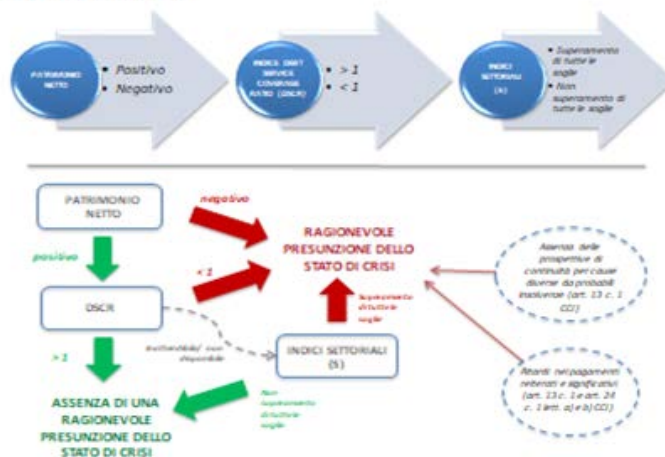 PATRIMONIO
NETTO
• Positivo
• Negativo
INDICE DEBT
SERVICE
COVERAGE
RATIO (DSCR)
• > 1
• < 1
INDICI
SETTORIALI
• Superamento
di tutte le
soglie
• Non
superamento di
tutte le soglie
PATRIMONIO
NETTO
negativo
RAGIONEVOLE
PRESUNZIONE DELLO
STATO DI CRISI
positivo
< 1
DSCR
Superamento
di tutte le
soglie
Inattendibile/ non
disponibile
INDICI SETTORIALI
(5)
> 1
Non
superamento
di tutte le
soglie
ASSENZA DI UNA
RAGIONEVOLE
PRESUNZIONE DELLO
STATO DI CRISI
Assenza delle
prospettive di
continuità per cause
diverse da probabili
insolvenze (art. 13 c. 1
CCI)
Ritardi nei pagamenti
reiterati e significativi
(art. 13 c. 1 e art. 24
c. 1 lett. a) e b) CCI)